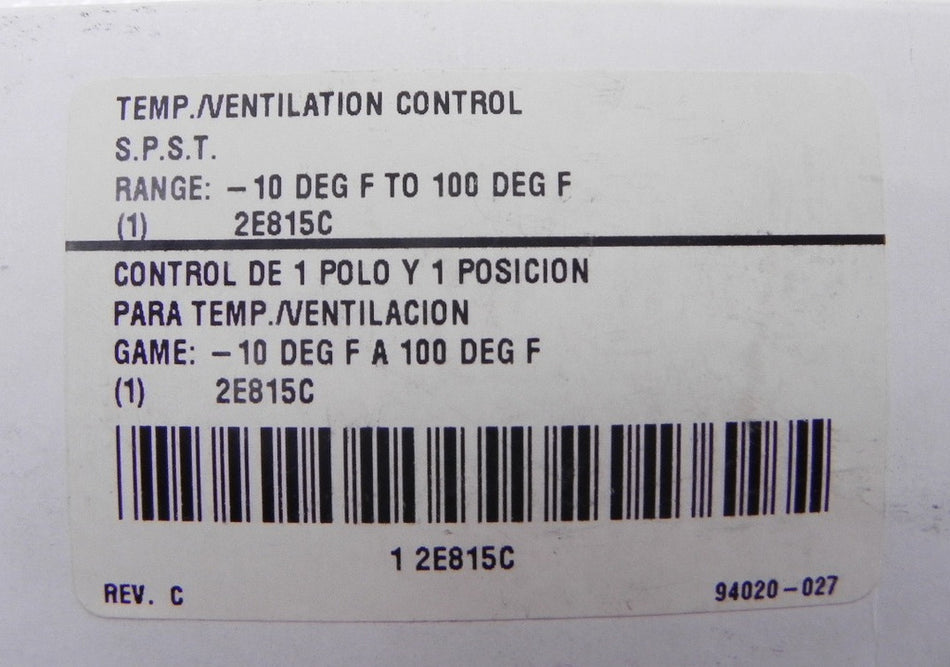 TEMP./VENTILATION CONTROL
S.P.S.T.
RANGE: -10 DEG F TO 100 DEG F
(1) 2E815C
CONTROL DE 1 POLO Y 1 POSICION
PARA TEMP./VENTILACION
GAME: -10 DEG F A 100 DEG F
(1) 2E815C
1 2E815C
REV. C 94020-027